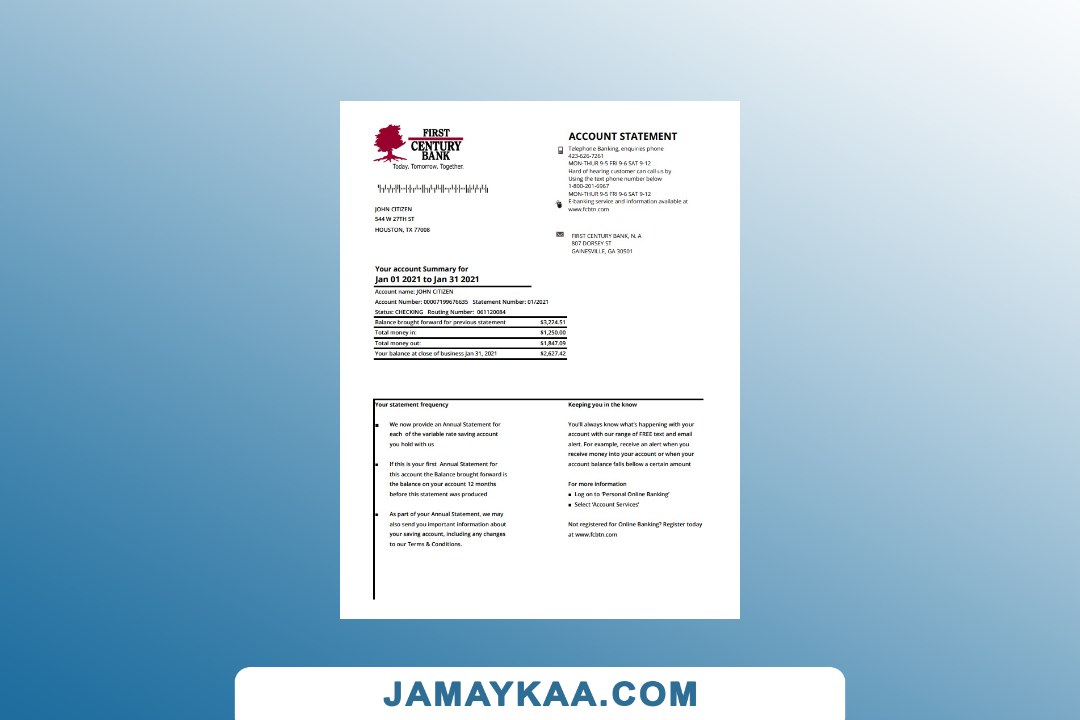 FIRST
CENTURY
BANK
Today. Tomorrow. Together.
ACCOUNT STATEMENT
Telephone Banking, enquiries phone
423-626-7261
MON-THUR 9-5 FRI 9-6 SAT 9-12
Hard of hearing customer can call us by
Using the text phone number below
1-800-201-6967
MON-THUR 9-5 FRI 9-6 SAT 9-12
E-banking service and information available at
www.fcbtn.com
JOHN CITIZEN
544 W 27TH ST
HOUSTON, TX 77008
FIRST CENTURY BANK, N. A
807 DORSEY ST
GAINESVILLE, GA 30501
Your account Summary for
Jan 01 2021 to Jan 31 2021
Account name: JOHN CITIZEN
Account Number: 00007199676635 Statement Number: 01/2021
Status: CHECKING Routing Number: 061120084
Balance brought forward for previous statement $3,224.51
Total money in: $1,250.00
Total money out: $1,847.09
Your balance at close of business Jan 31, 2021 $2,627.42
Your statement frequency
We now provide an Annual Statement for
each of the variable rate saving account
you hold with us
If this is your first Annual Statement for
this account the Balance brought forward is
the balance on your account 12 months
before this statement was produced
As part of your Annual Statement, we may
also send you important information about
your saving account, including any changes
to our Terms & Conditions.
Keeping you in the know
You'll always know what's happening with your
account with our range of FREE text and email
alert. For example, receive an alert when you
receive money into your account or when your
account balance falls bellow a certain amount
For more information
Log on to 'Personal Online Banking'
Select 'Account Services'
Not registered for Online Banking? Register today
at www.fcbtn.com
JAMAYKAA.COM